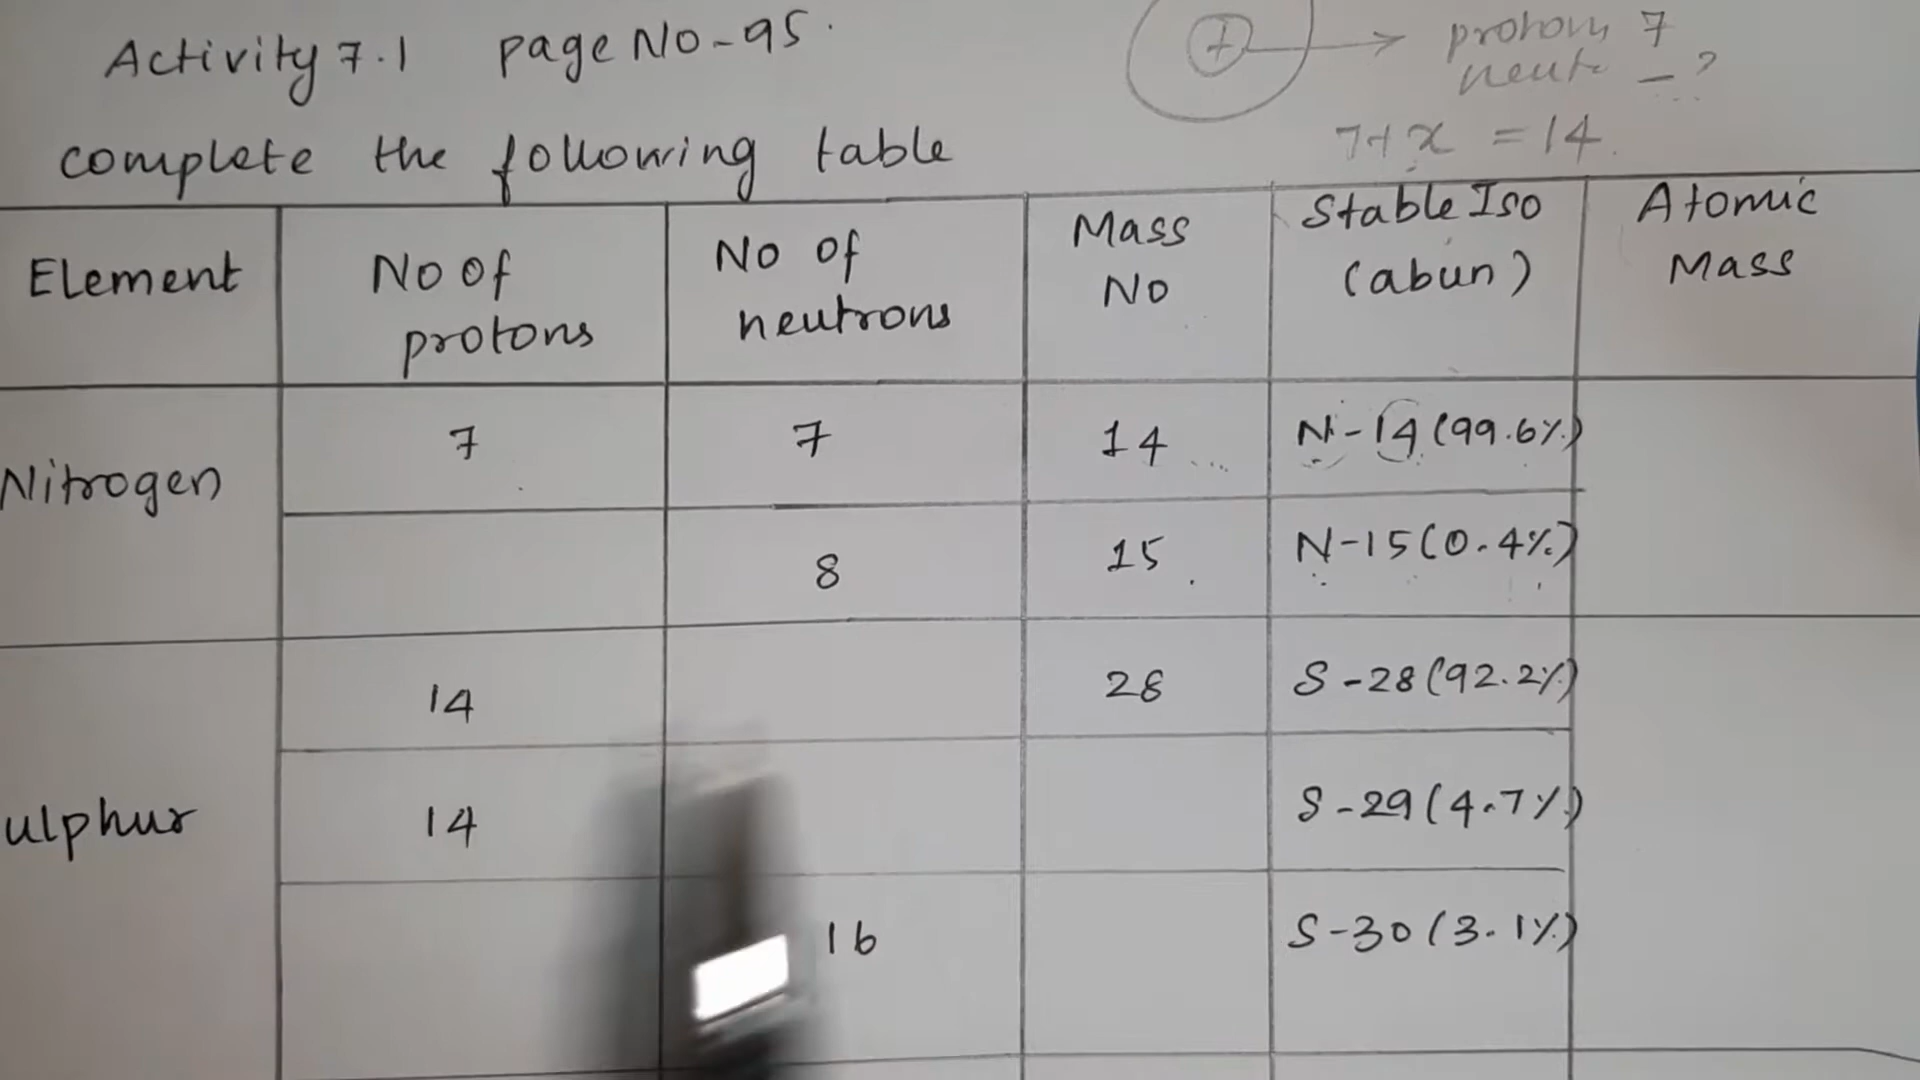 Activity 7.1 page No-95.
7 → protons 7
neut - ?
7+x = 14.
complete the following table
Element No of protons No of neutrons Mass No Stable Iso (abun) Atomic Mass
Nitrogen 7 7 14 N-14 (99.6%)
8 15 N-15 (0.4%)
ulphur 14 28 S-28 (92.2%)
14 S-29 (4.7%)
16 S-30 (3.1%)